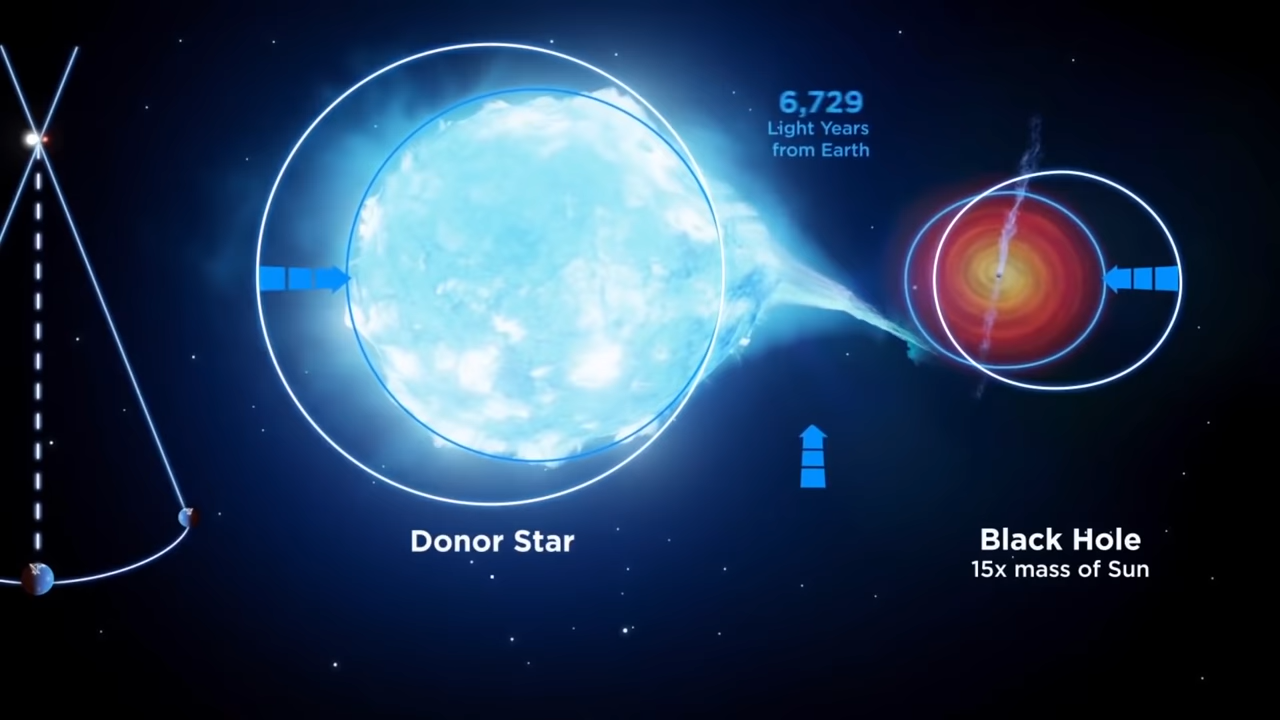 6,729
Light Years
from Earth
Donor Star
Black Hole
15x mass of Sun